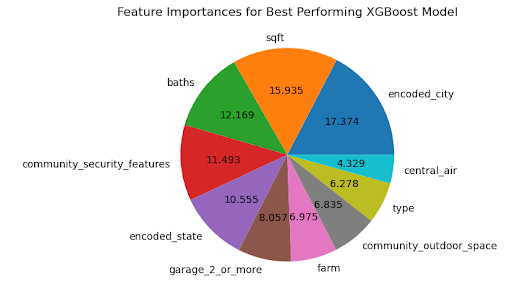 Feature Importances for Best Performing XGBoost Model
sqft
baths
15.935
encoded_city
12.169
17.374
community_security_features
11.493
4.329
central_air
6.278
10.555
6.835
type
8.057
6.975
encoded_state
community_outdoor_space
garage_2_or_more
farm